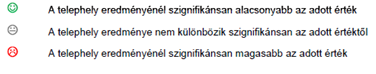 A telephely eredményénél szignifikánsan alacsonyabb az adott érték
A telephely eredménye nem különbözik szignifikánsan az adott értéktől
A telephely eredményénél szignifikánsan magasabb az adott érték